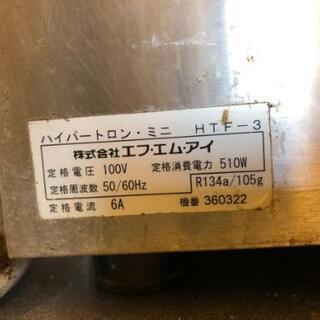 ハイパートロン・ミニ HTF-3
株式会社エフ・エム・アイ
定格電圧 100V 定格消費電力 510W
定格周波数 50/60Hz R134a/105g
定格電流 6A 機番 360322